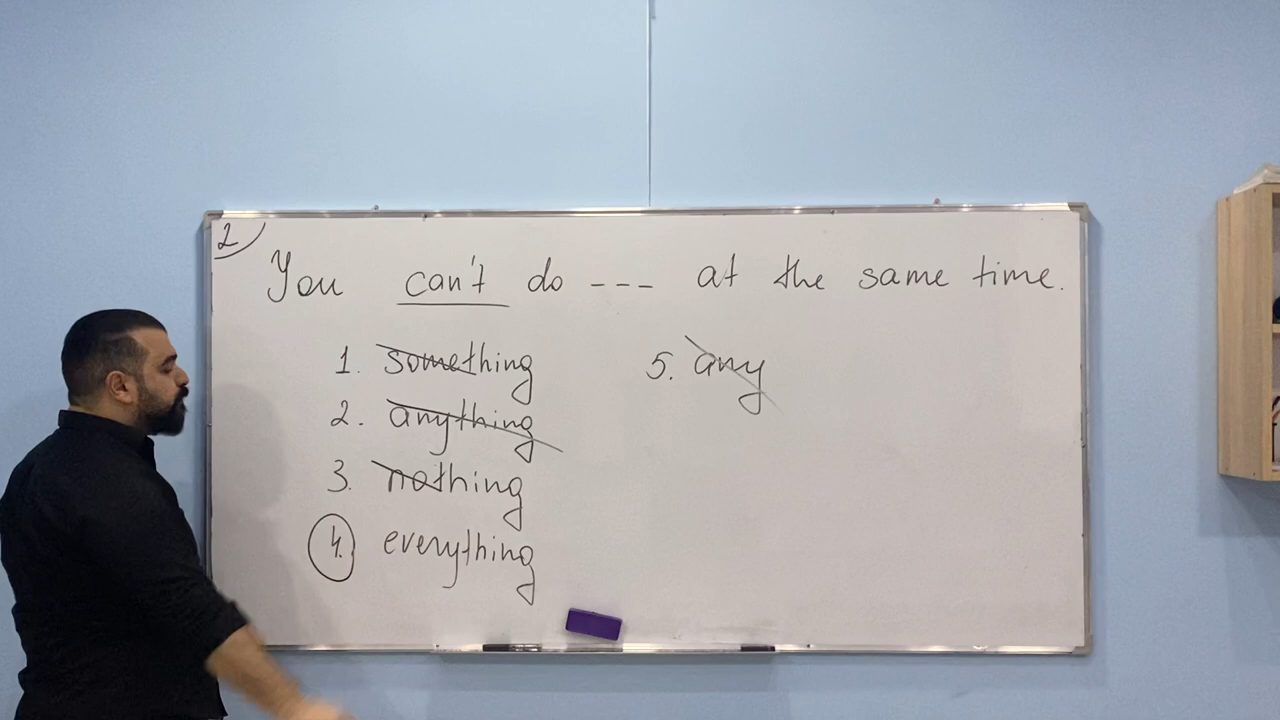 2
You can't do --- at the same time.
1. something
2. anything
3. nothing
4. everything
5. any